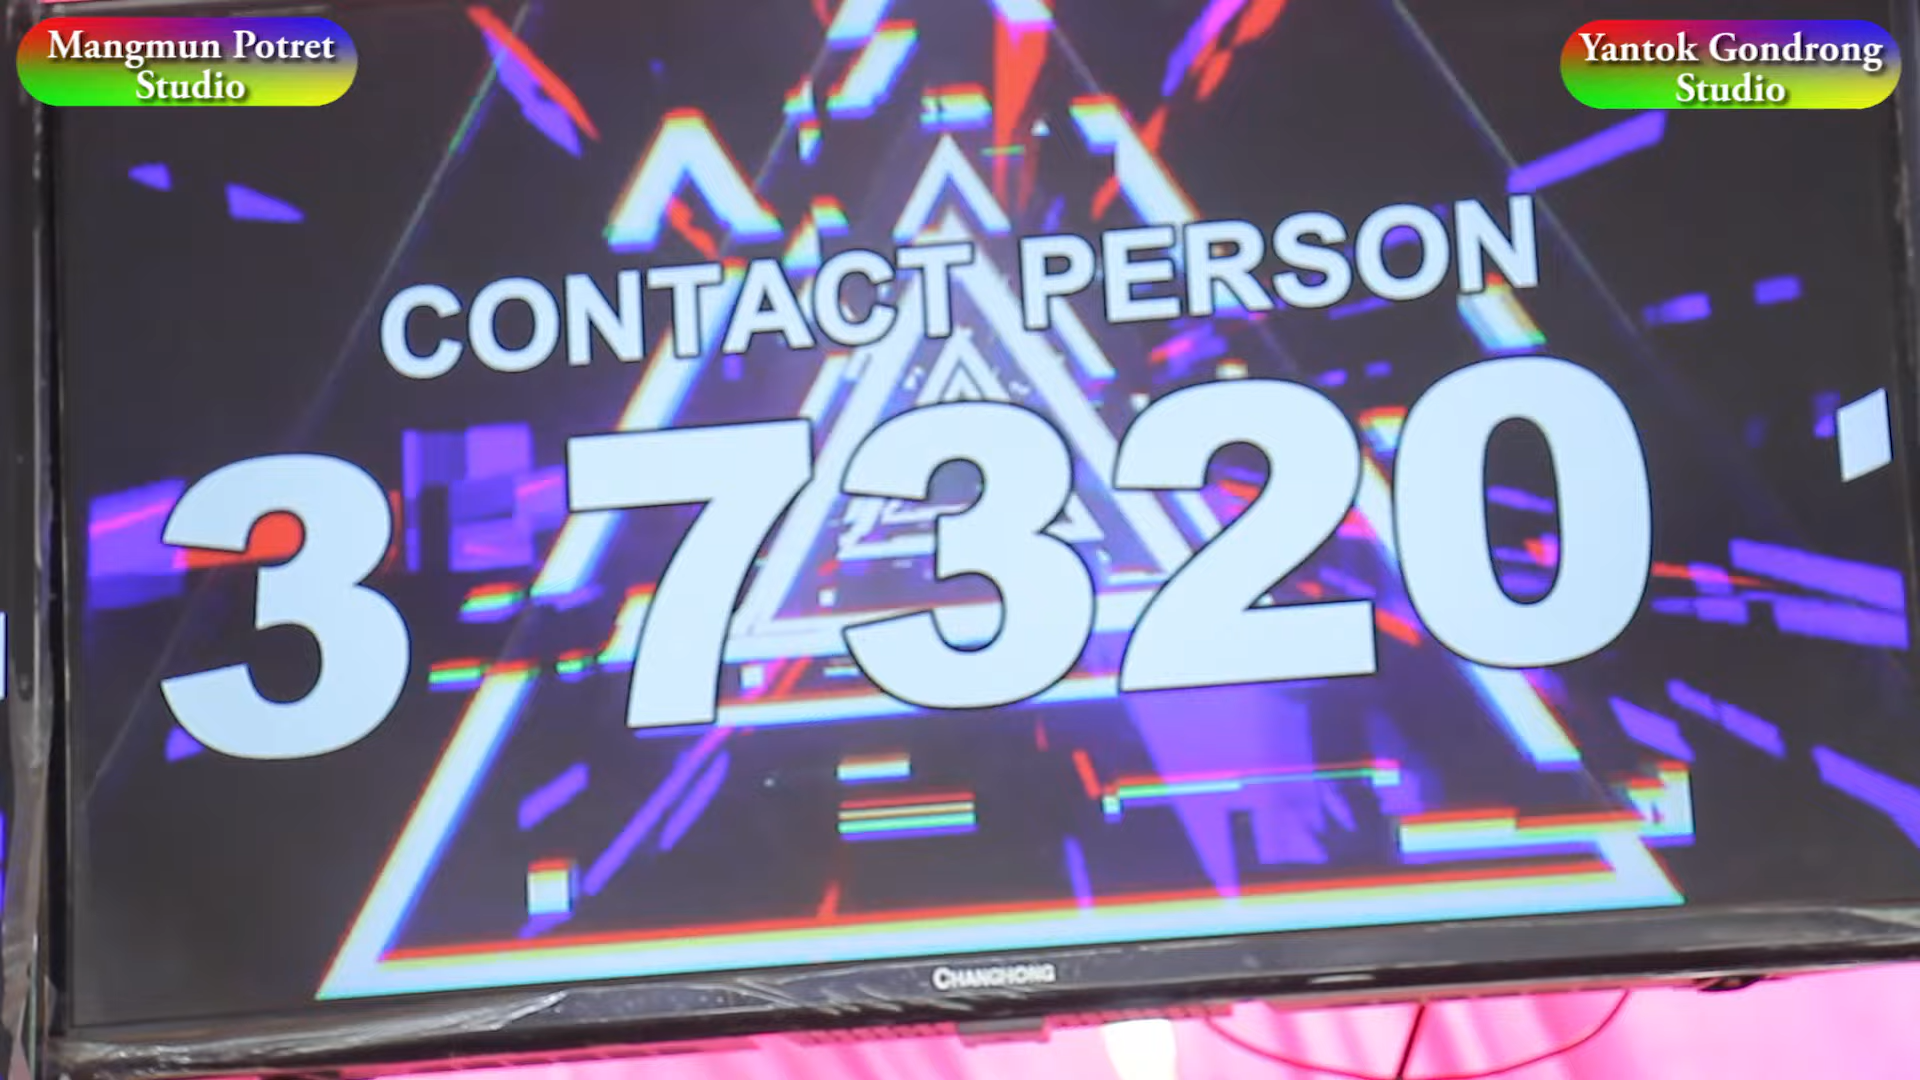 Mangmun Potret
Studio
Yantok Gondrong
Studio
CONTACT PERSON
3 7320
CHANGHONG